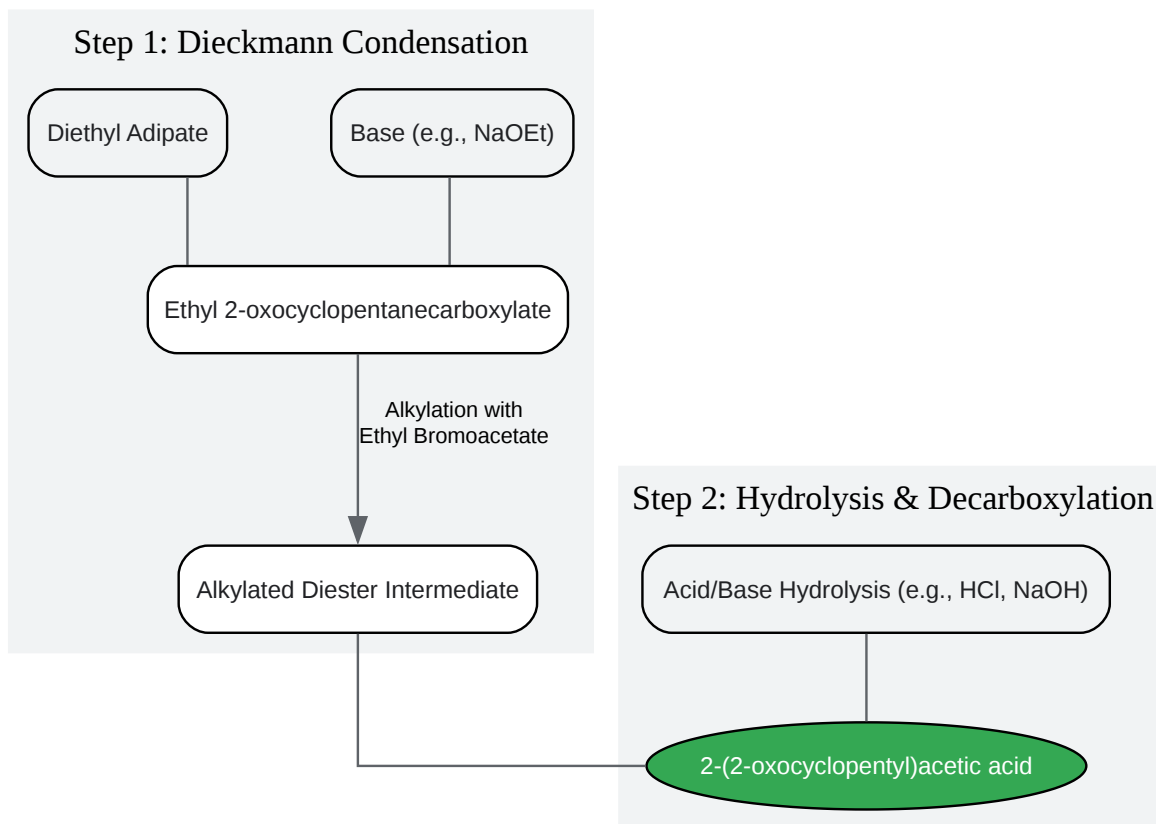 Step 1: Dieckmann Condensation
Diethyl Adipate
Base (e.g., NaOEt)
Ethyl 2-oxocyclopentanecarboxylate
Alkylation with
Ethyl Bromoacetate
Alkylated Diester Intermediate
Step 2: Hydrolysis & Decarboxylation
Acid/Base Hydrolysis (e.g., HCl, NaOH)
2-(2-oxocyclopentyl)acetic acid